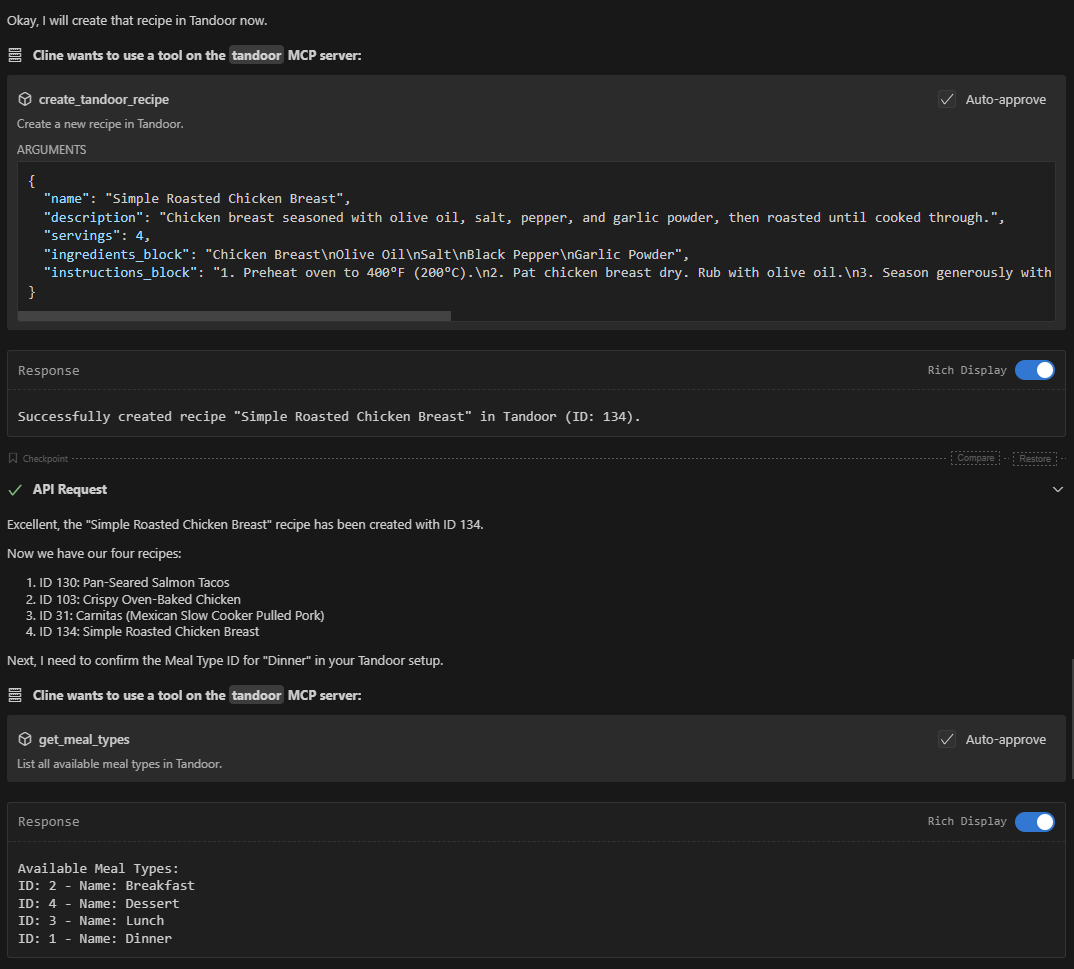 Okay, I will create that recipe in Tandoor now.
Cline wants to use a tool on the tandoor MCP server:
create_tandoor_recipe
Auto-approve
Create a new recipe in Tandoor.
ARGUMENTS
{
"name": "Simple Roasted Chicken Breast",
"description": "Chicken breast seasoned with olive oil, salt, pepper, and garlic powder, then roasted until cooked through.",
"servings": 4,
"ingredients_block": "Chicken Breast\nOlive Oil\nSalt\nBlack Pepper\nGarlic Powder",
"instructions_block": "1. Preheat oven to 400°F (200°C).\n2. Pat chicken breast dry. Rub with olive oil.\n3. Season generously with
}
Response
Rich Display
Successfully created recipe "Simple Roasted Chicken Breast" in Tandoor (ID: 134).
Checkpoint
Compare
Restore
API Request
Excellent, the "Simple Roasted Chicken Breast" recipe has been created with ID 134.
Now we have our four recipes:
1. ID 130: Pan-Seared Salmon Tacos
2. ID 103: Crispy Oven-Baked Chicken
3. ID 31: Carnitas (Mexican Slow Cooker Pulled Pork)
4. ID 134: Simple Roasted Chicken Breast
Next, I need to confirm the Meal Type ID for "Dinner" in your Tandoor setup.
Cline wants to use a tool on the tandoor MCP server:
get_meal_types
Auto-approve
List all available meal types in Tandoor.
Response
Rich Display
Available Meal Types:
ID: 2 - Name: Breakfast
ID: 4 - Name: Dessert
ID: 3 - Name: Lunch
ID: 1 - Name: Dinner